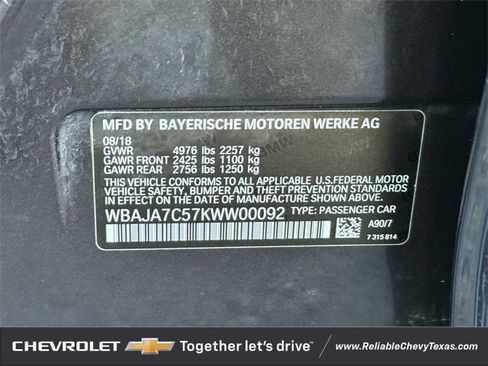 MFD BY BAYERISCHE MOTOREN WERKE AG
08/18
GVWR 4976 lbs 2257 kg
GAWR FRONT 2425 lbs 1100 kg
GAWR REAR 2756 lbs 1250 kg
THIS VEHICLE CONFORMS TO ALL APPLICABLE U.S.FEDERAL MOTOR
VEHICLE SAFETY, BUMPER, AND THEFT PREVENTION STANDARDS
IN EFFECT ON THE DATE OF MANUFACTURE SHOWN ABOVE.
WBAJA7C57KWW00092 TYPE: PASSENGER CAR
A90/7
7 315 814
CHEVROLET Together let's drive™ www.ReliableChevyTexas.com